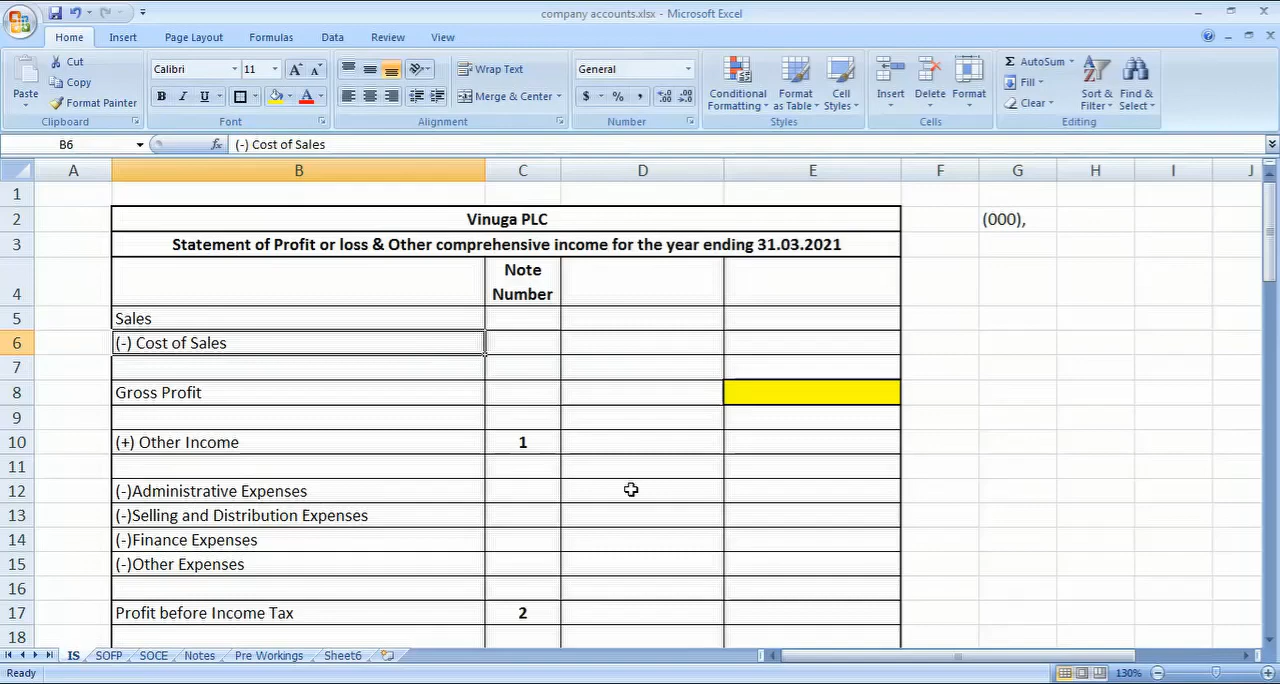 company accounts.xlsx - Microsoft Excel
Home Insert Page Layout Formulas Data Review View
Paste Cut Copy Format Painter Clipboard
Calibri 11 A A B I U A Font
Wrap Text Merge & Center Alignment
General $ % , .0 .00 .00 .0 Number
Conditional Formatting Format as Table Cell Styles Styles
Insert Delete Format Cells
Σ AutoSum Fill Clear Sort & Filter Find & Select Editing
B6 fx (-) Cost of Sales
A B C D E F G H I J
1
2 Vinuga PLC (000),
3 Statement of Profit or loss & Other comprehensive income for the year ending 31.03.2021
4 Note Number
5 Sales
6 (-) Cost of Sales
7
8 Gross Profit
9
10 (+) Other Income 1
11
12 (-)Administrative Expenses
13 (-)Selling and Distribution Expenses
14 (-)Finance Expenses
15 (-)Other Expenses
16
17 Profit before Income Tax 2
18
IS SOFP SOCE Notes Pre Workings Sheet6
Ready 130%